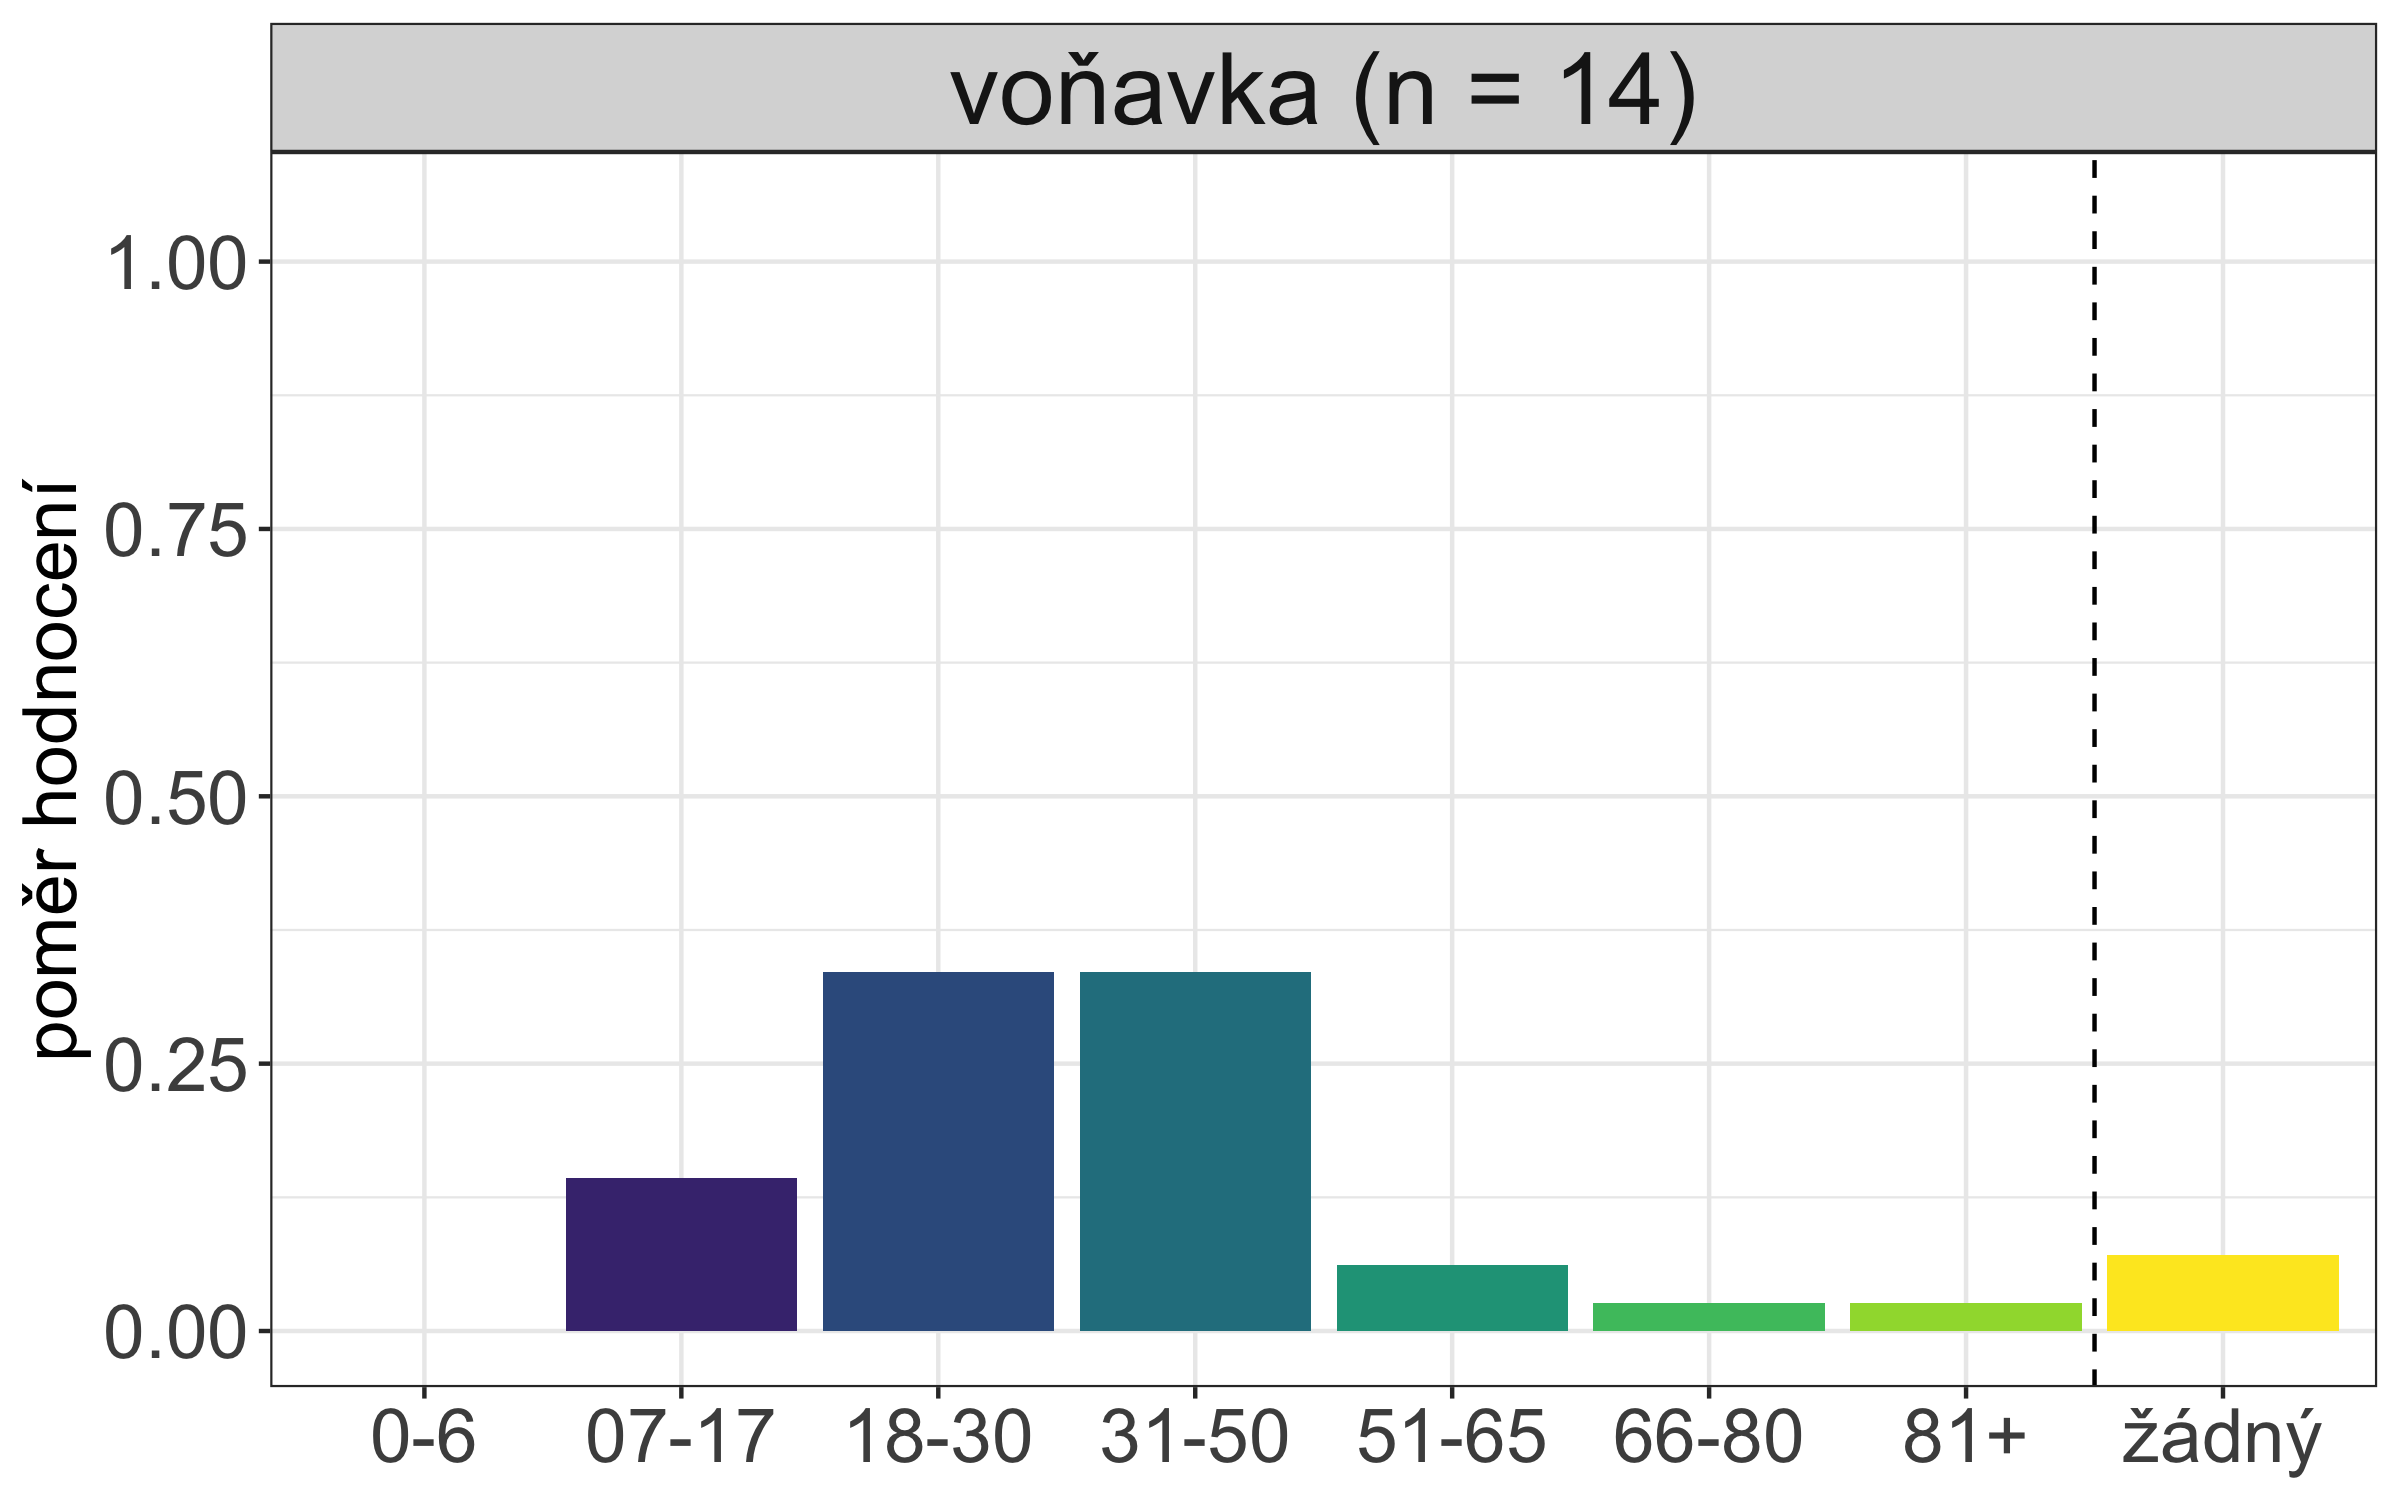 voňavka (n = 14)
poměr hodnocení
1.00
0.75
0.50
0.25
0.00
0-6 07-17 18-30 31-50 51-65 66-80 81+ žádný